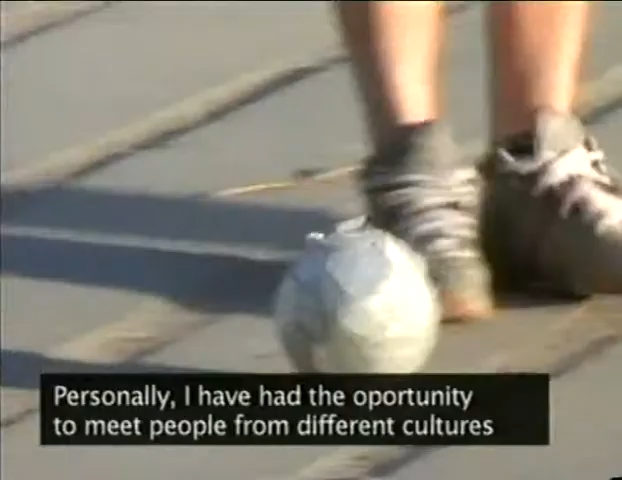 Personally, I have had the oportunity
to meet people from different cultures